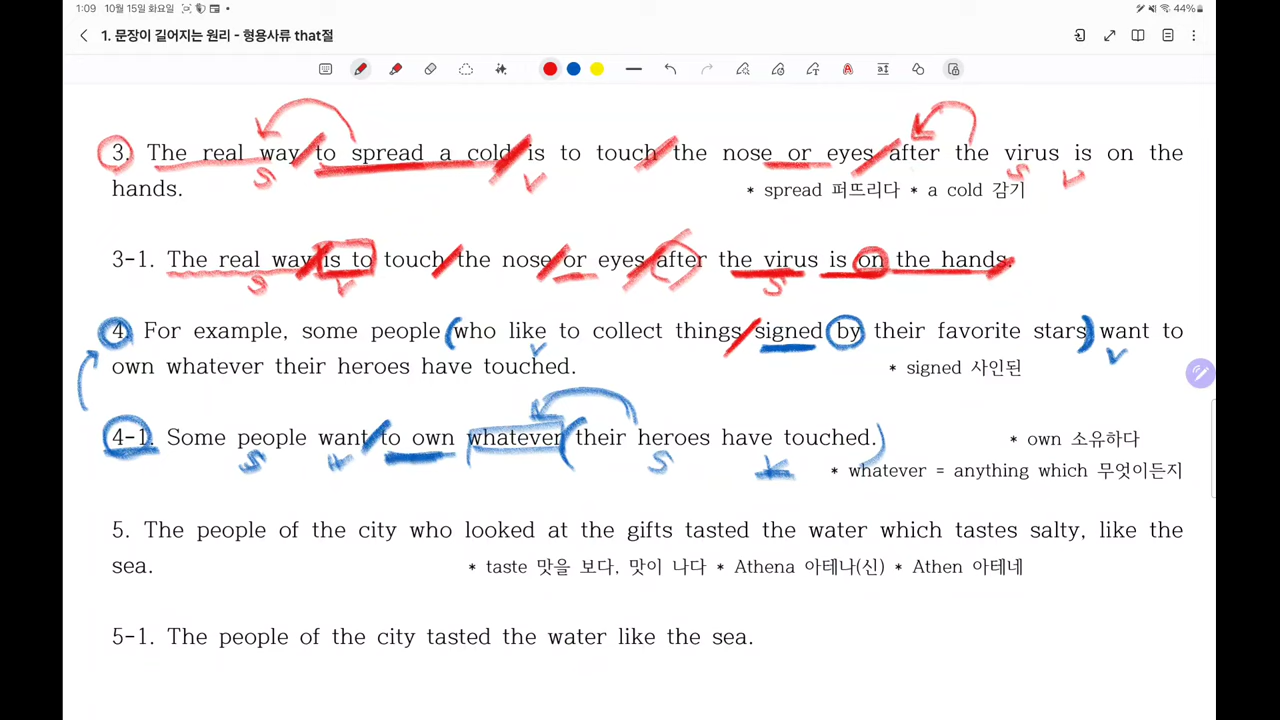 1:09 10월 15일 화요일
44%
1. 문장이 길어지는 원리 - 형용사류 that절
3. The real way to spread a cold is to touch the nose or eyes after the virus is on the
S V S V
hands. * spread 퍼뜨리다 * a cold 감기
3-1. The real way is to touch the nose or eyes after the virus is on the hands.
S V S
4. For example, some people (who like to collect things signed by their favorite stars) want to
V V
own whatever their heroes have touched. * signed 사인된
4-1. Some people want to own whatever (their heroes have touched.) * own 소유하다
S S
* whatever = anything which 무엇이든지
5. The people of the city who looked at the gifts tasted the water which tastes salty, like the
sea. * taste 맛을 보다, 맛이 나다 * Athena 아테나(신) * Athen 아테네
5-1. The people of the city tasted the water like the sea.